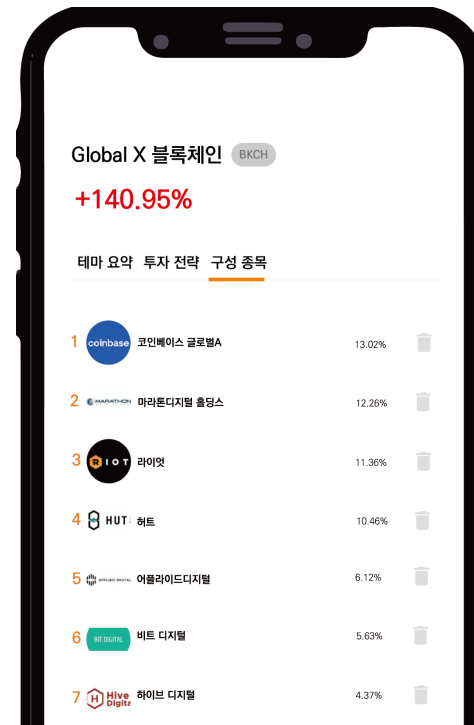 Global X 블록체인 BKCH
+140.95%
테마 요약 투자 전략 구성 종목
1 coinbase 코인베이스 글로벌A 13.02%
2 MARATHON 마라톤디지털 홀딩스 12.26%
3 RIOT 라이엇 11.36%
4 HUT 허트 10.46%
5 APPLIED DIGITAL 어플라이드디지털 6.12%
6 BIT DIGITAL 비트 디지털 5.63%
7 H Hive Digita 하이브 디지털 4.37%